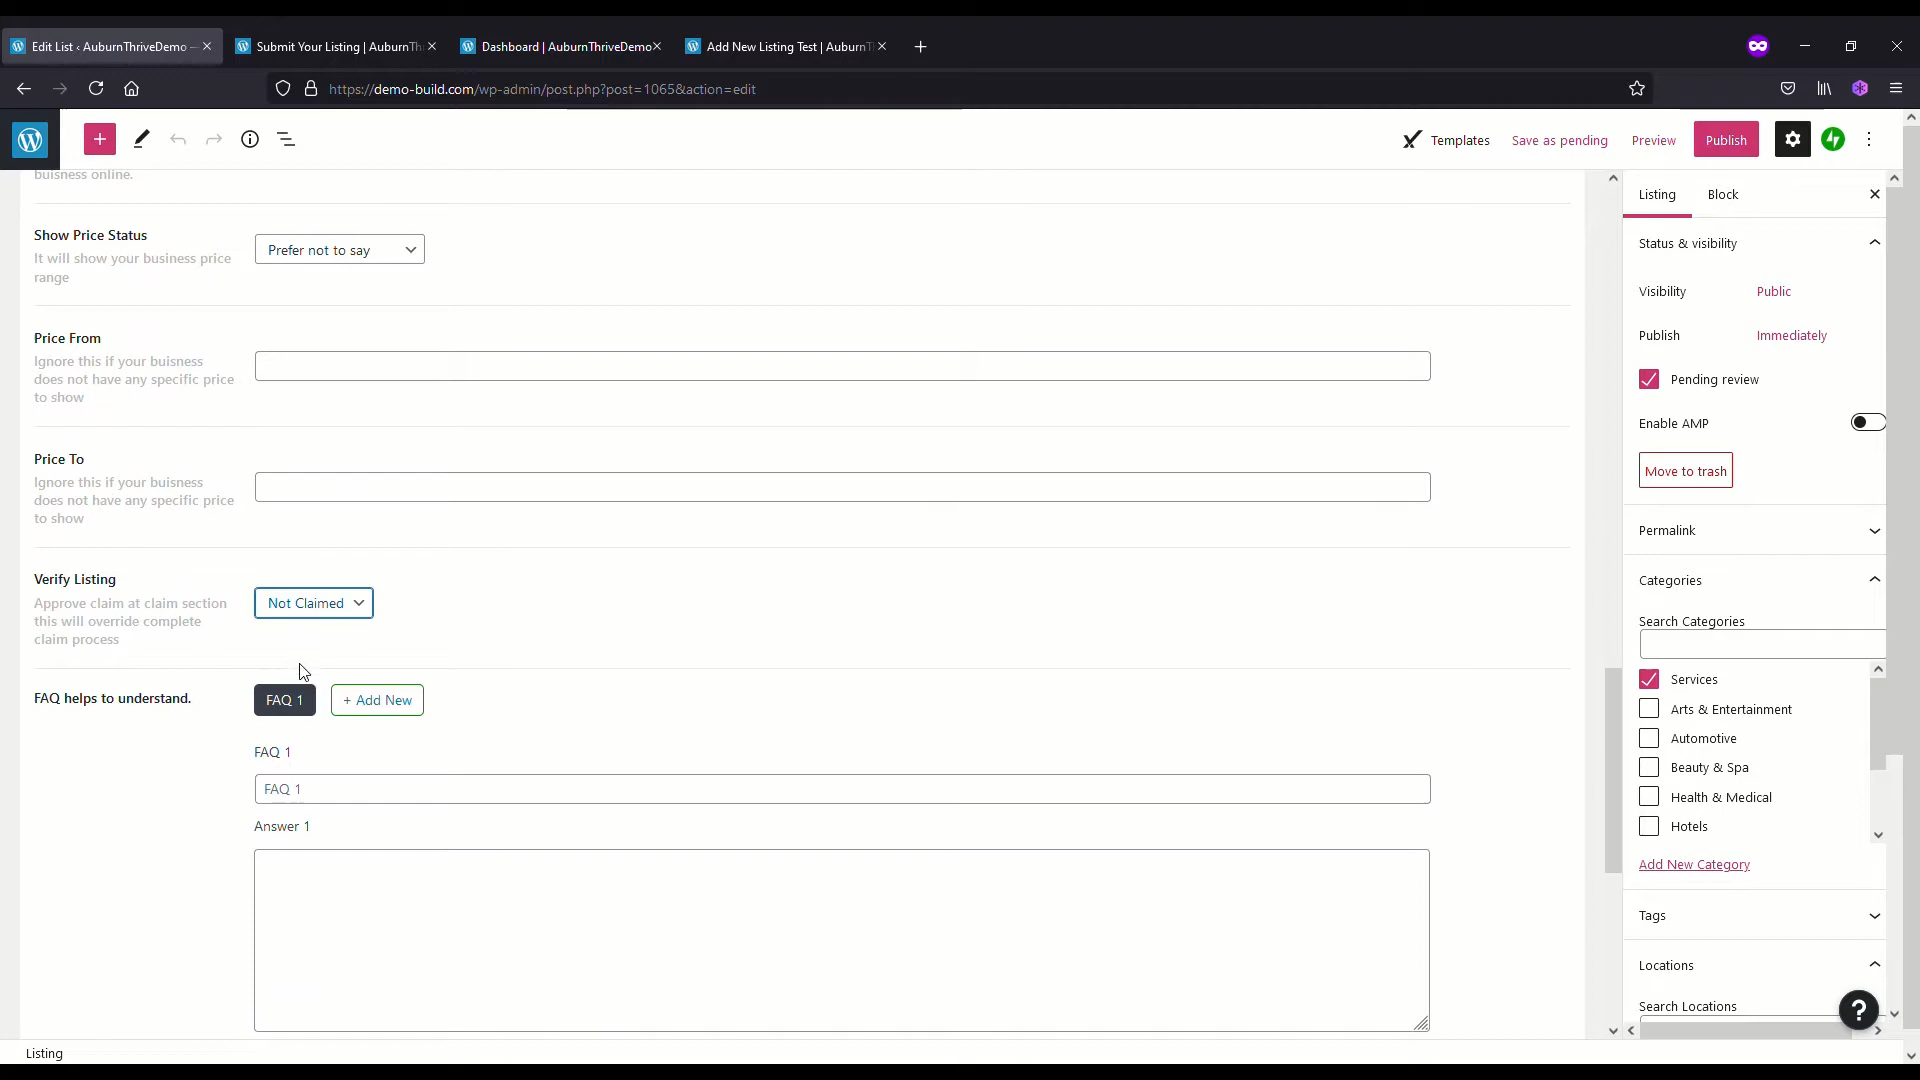 Edit List ‹ AuburnThriveDemo —
Submit Your Listing | AuburnTh
Dashboard | AuburnThriveDemo
Add New Listing Test | AuburnT
https://demo-build.com/wp-admin/post.php?post=1065&action=edit
Templates
Save as pending
Preview
Publish
buisness online.
Show Price Status
It will show your business price
range
Prefer not to say
Price From
Ignore this if your buisness
does not have any specific price
to show
Price To
Ignore this if your buisness
does not have any specific price
to show
Verify Listing
Approve claim at claim section
this will override complete
claim process
Not Claimed
FAQ helps to understand.
FAQ 1
+ Add New
FAQ 1
FAQ 1
Answer 1
Listing
Block
Status & visibility
Visibility
Public
Publish
Immediately
Pending review
Enable AMP
Move to trash
Permalink
Categories
Search Categories
Services
Arts & Entertainment
Automotive
Beauty & Spa
Health & Medical
Hotels
Add New Category
Tags
Locations
Search Locations
?
Listing